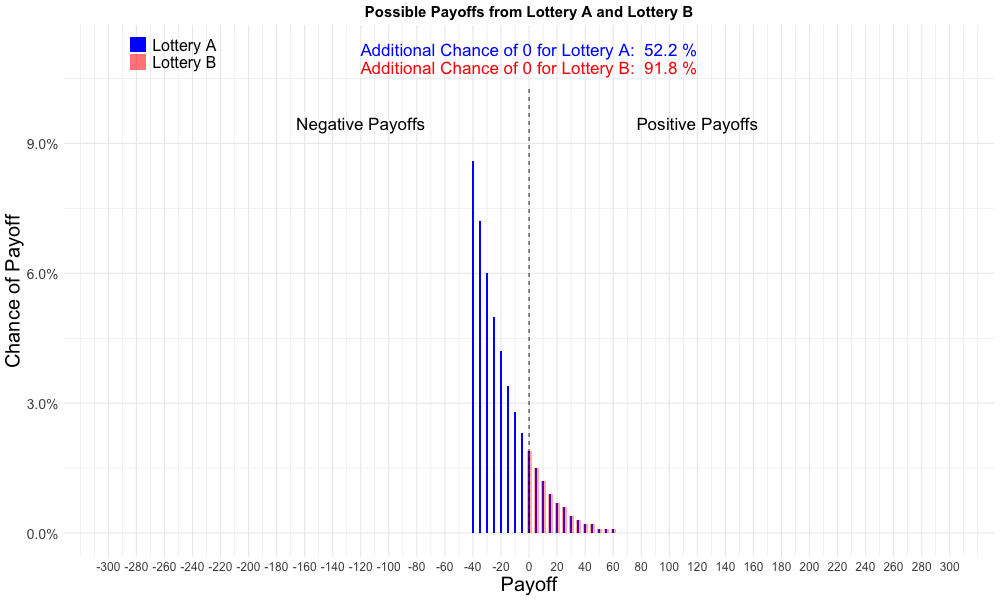 Possible Payoffs from Lottery A and Lottery B
Lottery A
Lottery B
Additional Chance of 0 for Lottery A:  52.2 %
Additional Chance of 0 for Lottery B:  91.8 %
Negative Payoffs
Positive Payoffs
Chance of Payoff
9.0%
6.0%
3.0%
0.0%
-300 -280 -260 -240 -220 -200 -180 -160 -140 -120 -100 -80 -60 -40 -20 0 20 40 60 80 100 120 140 160 180 200 220 240 260 280 300
Payoff